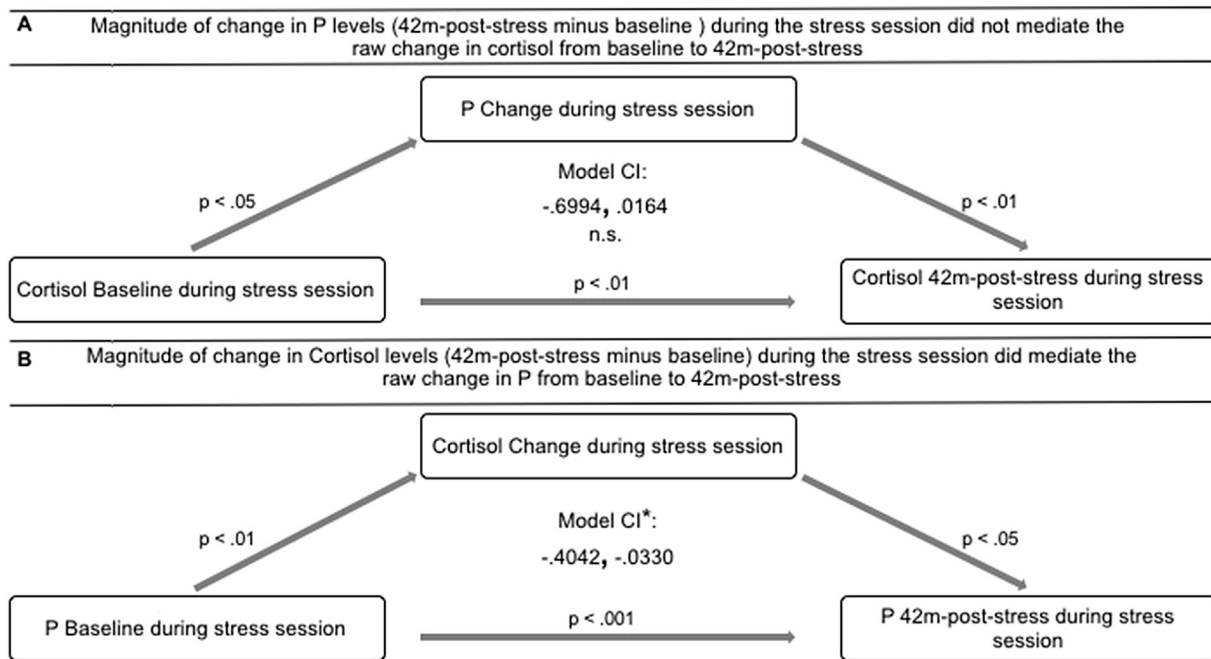 A
Magnitude of change in P levels (42m-post-stress minus baseline ) during the stress session did not mediate the
raw change in cortisol from baseline to 42m-post-stress
P Change during stress session
Model CI:
p < .05
-.6994, .0164
p < .01
n.s.
Cortisol Baseline during stress session
p < .01
Cortisol 42m-post-stress during stress
session
B
Magnitude of change in Cortisol levels (42m-post-stress minus baseline) during the stress session did mediate the
raw change in P from baseline to 42m-post-stress
Cortisol Change during stress session
Model CI*:
p < .01
-.4042, -.0330
p < .05
P Baseline during stress session
p < .001
P 42m-post-stress during stress
session